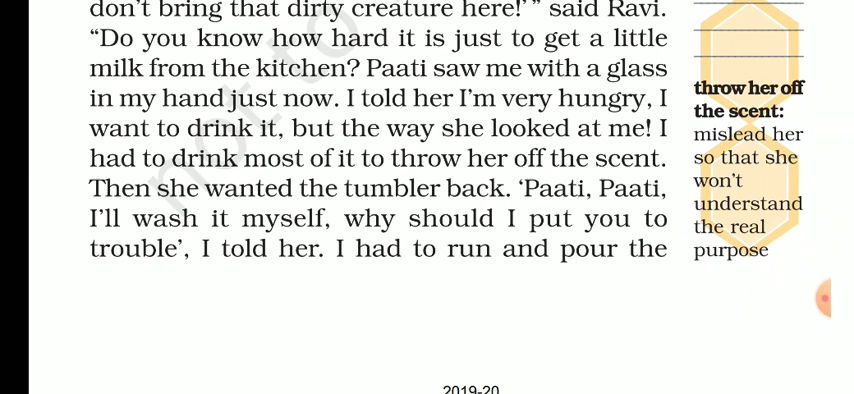 don't bring that dirty creature here!' ” said Ravi.
“Do you know how hard it is just to get a little
milk from the kitchen? Paati saw me with a glass
in my hand just now. I told her I'm very hungry, I
want to drink it, but the way she looked at me! I
had to drink most of it to throw her off the scent.
Then she wanted the tumbler back. ‘Paati, Paati,
I'll wash it myself, why should I put you to
trouble’, I told her. I had to run and pour the
throw her off
the scent:
mislead her
so that she
won't
understand
the real
purpose
not to
2019-20